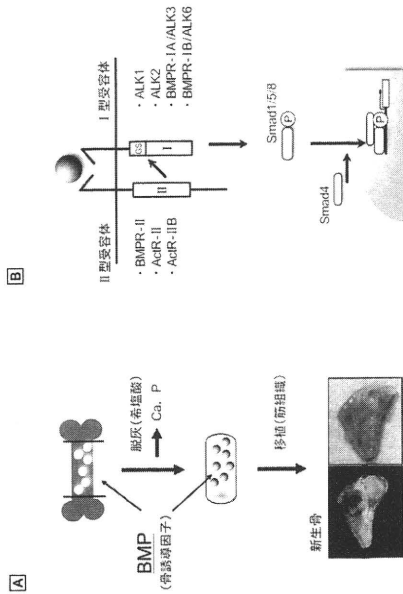 A
脱灰(希塩酸)
Ca, P
BMP
(骨誘導因子)
移植(筋組織)
新生骨
B
II型受容体
I型受容体
・BMPR-II
・ActR-II
・ActR-IIB
GS
II
I
・ALK1
・ALK2
・BMPR-IA/ALK3
・BMPR-IB/ALK6
Smad1/5/8
P
Smad4
P